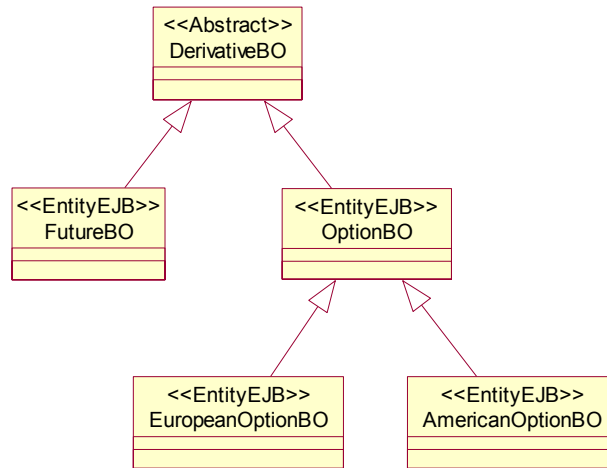 <<Abstract>
DerivativeBO
<<EntityEJB>>
FutureBO
<<EntityEJB>>
OptionBO
<<EntityEJB>>
EuropeanOptionBO
<<EntityEJB>>
AmericanOptionBO